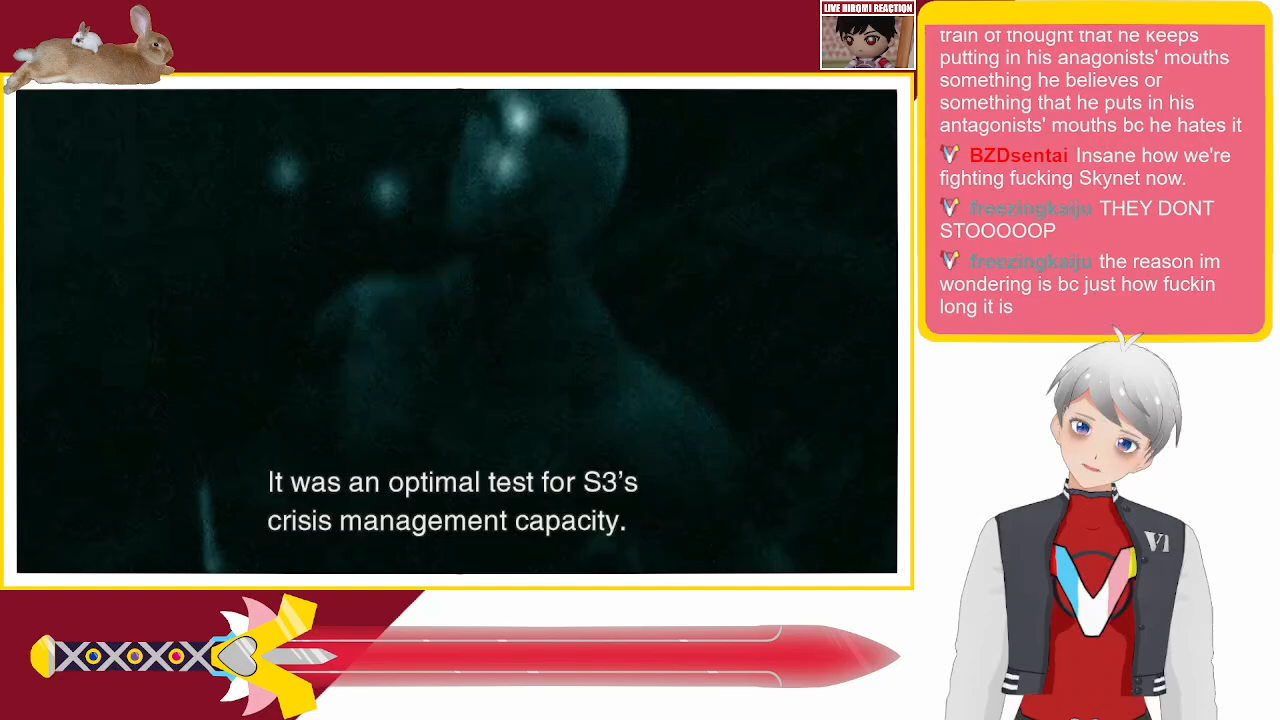 LIVE HIROMI REACTION
train of thought that he keeps
putting in his anagonists' mouths
something he believes or
something that he puts in his
antagonists' mouths bc he hates it
BZDsentai Insane how we're
fighting fucking Skynet now.
freezingkaiju THEY DONT
STOOOOOP
freezingkaiju the reason im
wondering is bc just how fuckin
long it is
It was an optimal test for S3’s
crisis management capacity.
VI